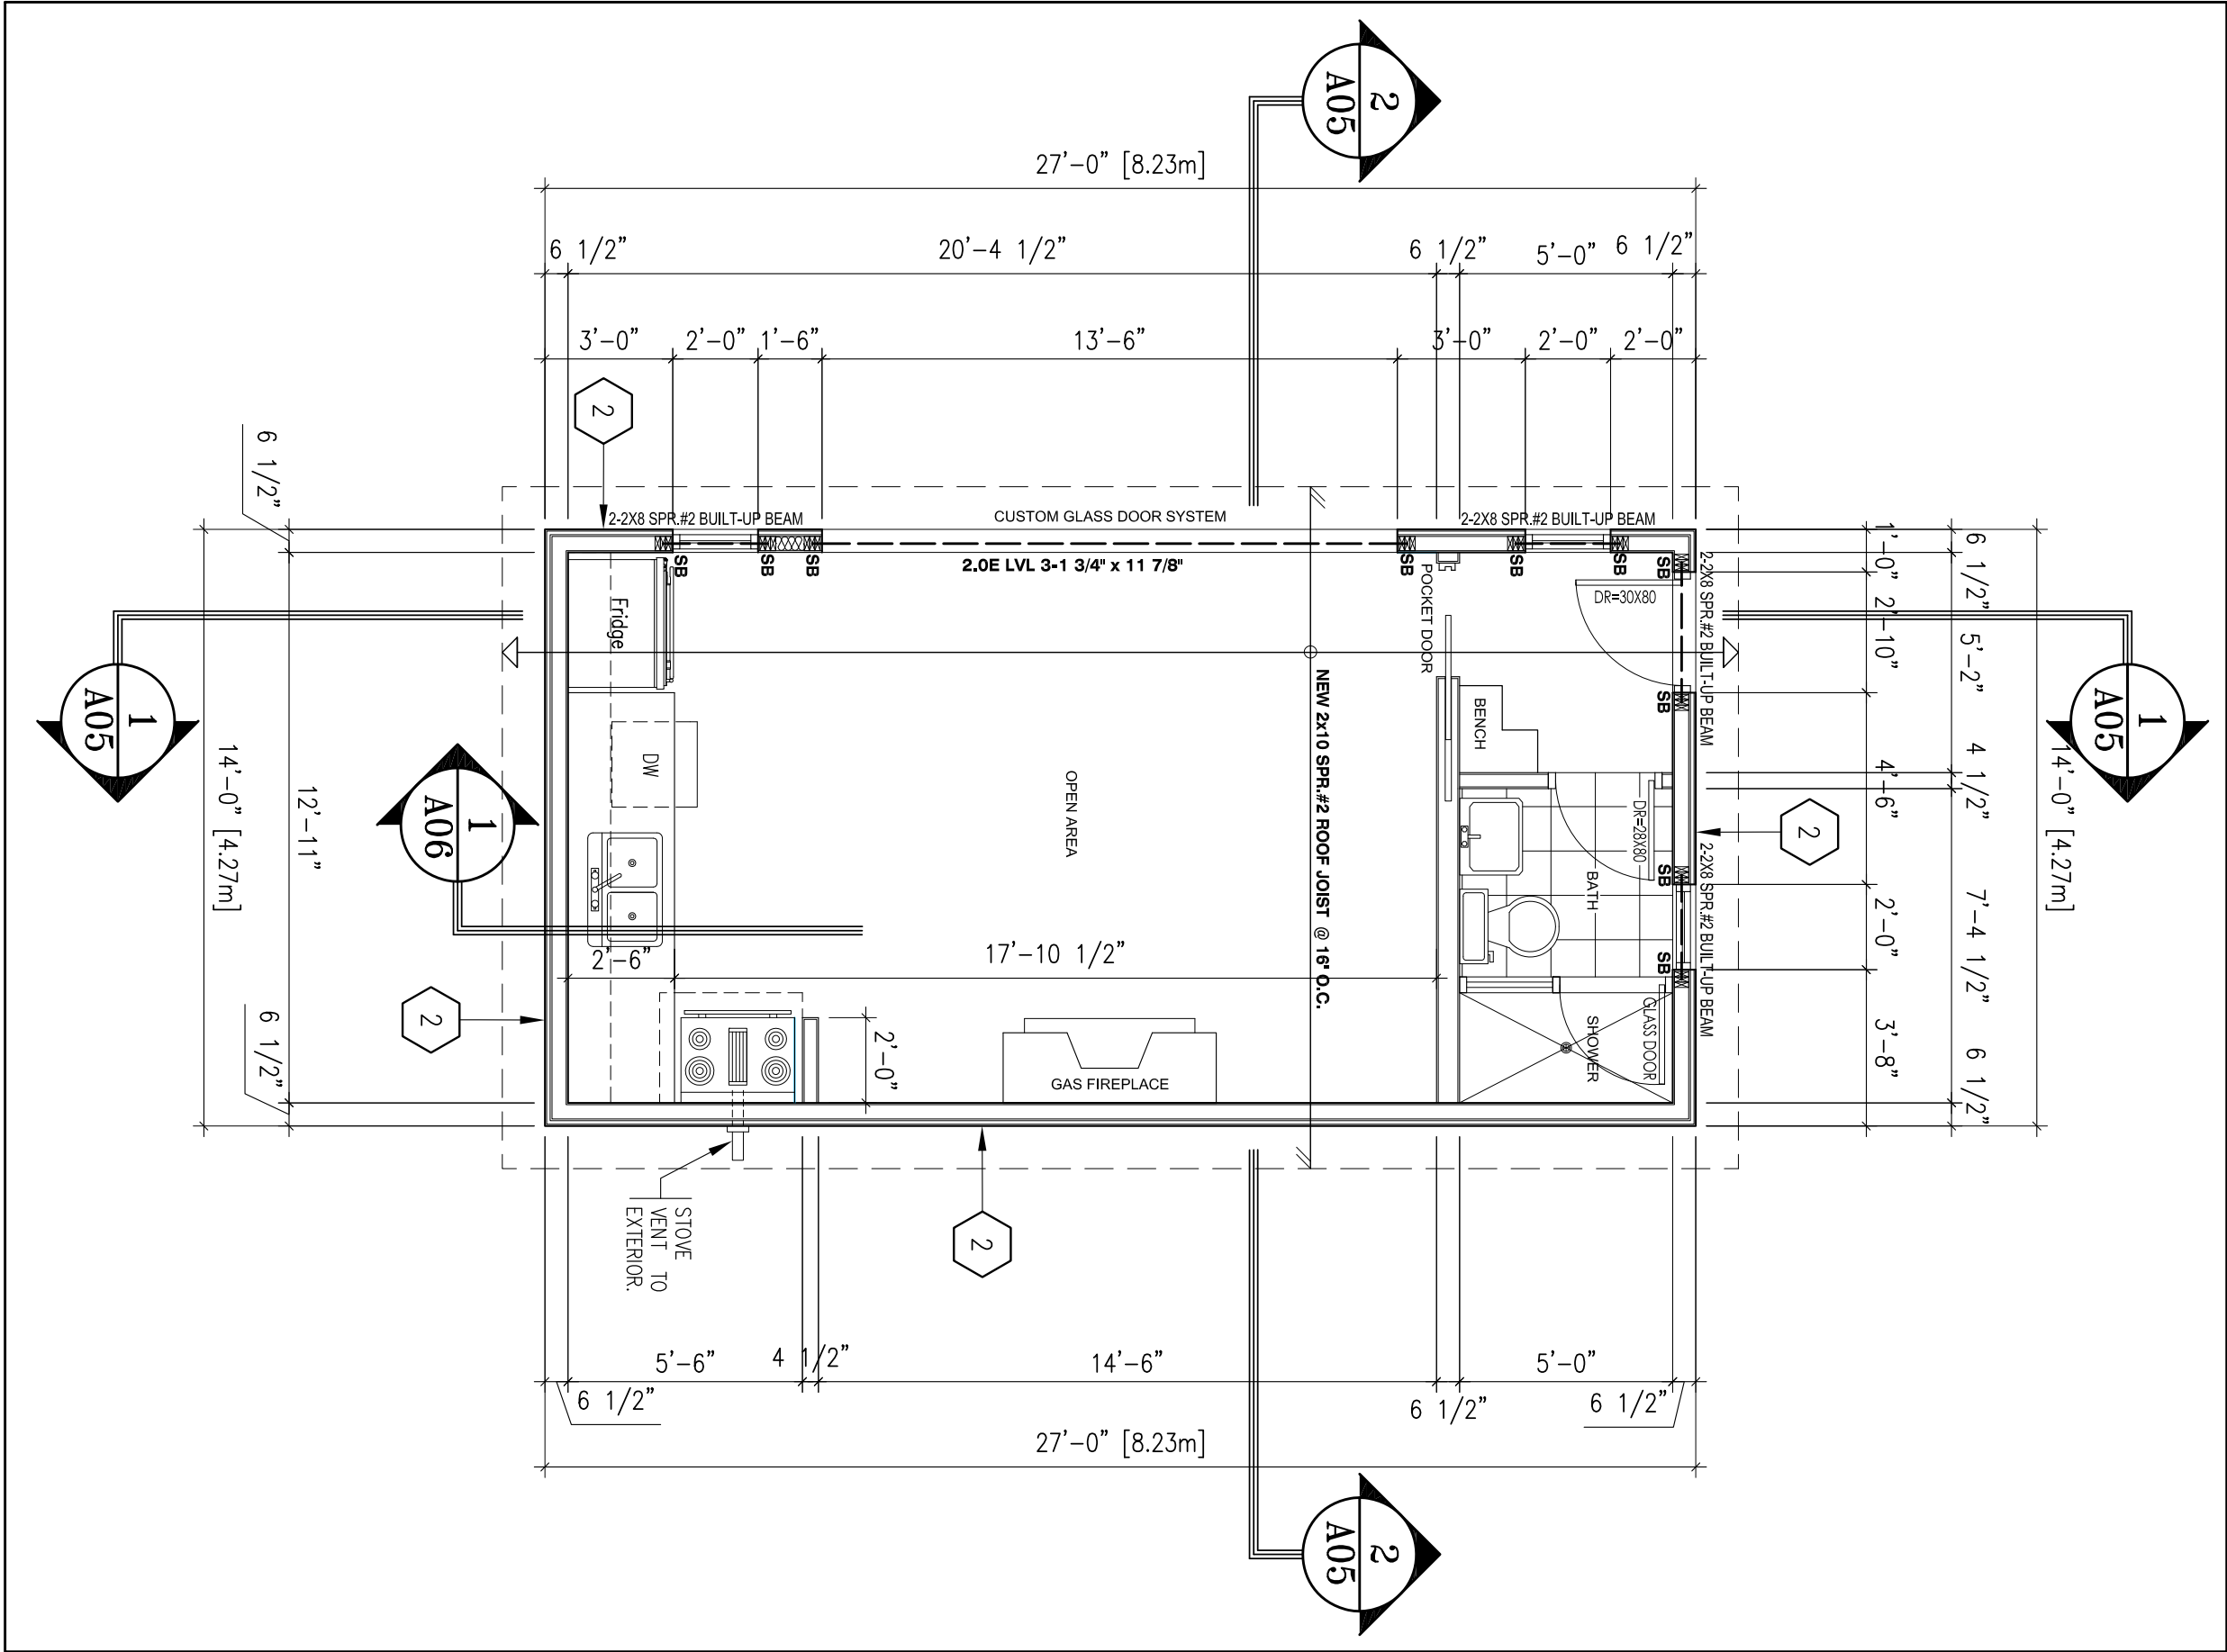 2
A05
27'-0" [8.23m]
6 1/2"
20'-4 1/2"
6 1/2"
5'-0"
6 1/2"
3'-0"
2'-0"
1'-6"
13'-6"
3'-0"
2'-0"
2'-0"
2
2-2X8 SPR.#2 BUILT-UP BEAM
CUSTOM GLASS DOOR SYSTEM
2-2X8 SPR.#2 BUILT-UP BEAM
2.0E LVL 3-1 3/4" x 11 7/8"
SB
SB
SB
SB
SB
SB
SB
SB
SB
SB
2-2X8 SPR.#2 BUILT-UP BEAM
2-2X8 SPR.#2 BUILT-UP BEAM
1'-0"
2'-10"
4'-6"
2'-0"
3'-8"
6 1/2"
5'-2"
4 1/2"
7'-4 1/2"
6 1/2"
14'-0" [4.27m]
1
A05
2
6 1/2"
12'-11"
6 1/2"
14'-0" [4.27m]
1
A05
1
A06
2
Fridge
DW
OPEN AREA
POCKET DOOR
DR=30X80
BENCH
DR=28X80
BATH
GLASS DOOR
SHOWER
NEW 2x10 SPR.#2 ROOF JOIST @ 16" O.C.
2'-6"
17'-10 1/2"
2'-0"
GAS FIREPLACE
STOVE
VENT TO
EXTERIOR.
2
5'-6"
4 1/2"
14'-6"
5'-0"
6 1/2"
6 1/2"
6 1/2"
27'-0" [8.23m]
2
A05